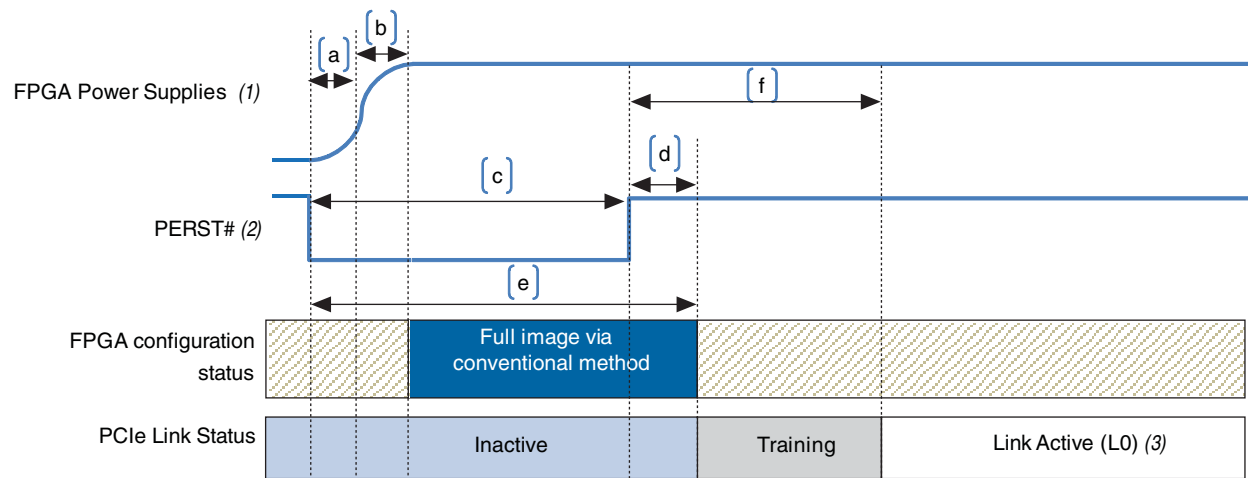 [b]
[a]
FPGA Power Supplies (1)
[f]
[d]
[c]
PERST# (2)
[e]
FPGA configuration
status
Full image via
conventional method
PCIe Link Status
Inactive
Training
Link Active (L0) (3)